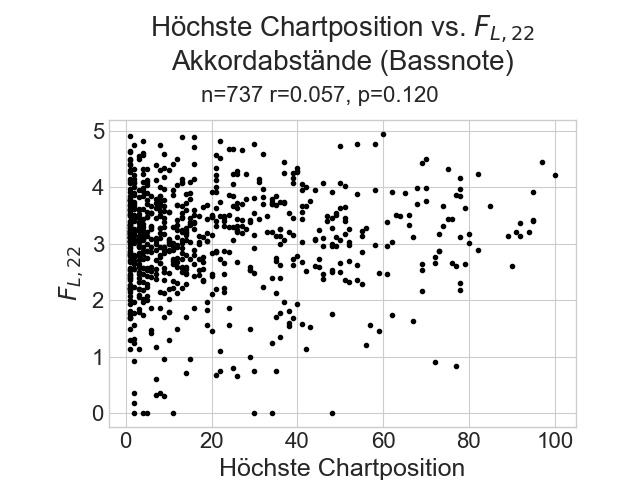 Höchste Chartposition vs. F_{L, 22}
Akkordabstände (Bassnote)
n=737 r=0.057, p=0.120
F_{L, 22}
5
4
3
2
1
0
0 20 40 60 80 100
Höchste Chartposition